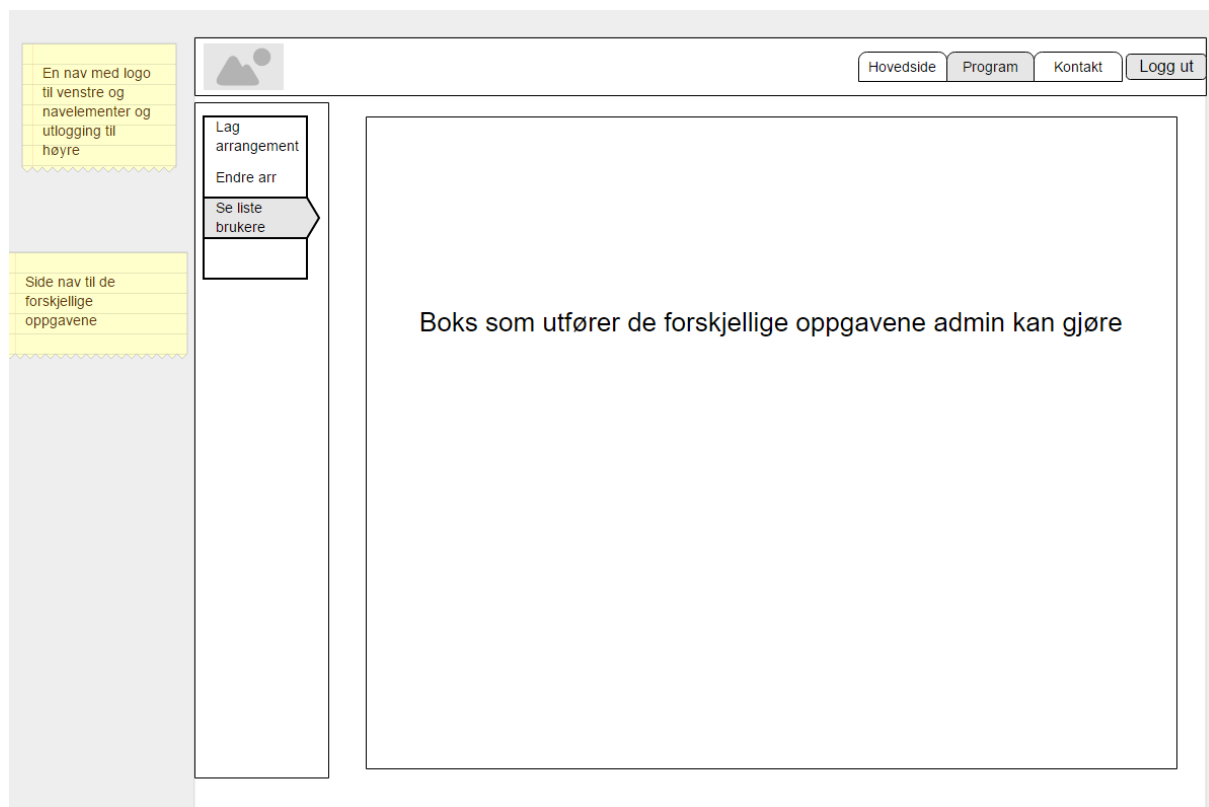 En nav med logo
til venstre og
navelementer og
utlogging til
høyre
Hovedside
Program
Kontakt
Logg ut
Lag
arrangement
Endre arr
Se liste
brukere
Side nav til de
forskjellige
oppgavene
Boks som utfører de forskjellige oppgavene admin kan gjøre